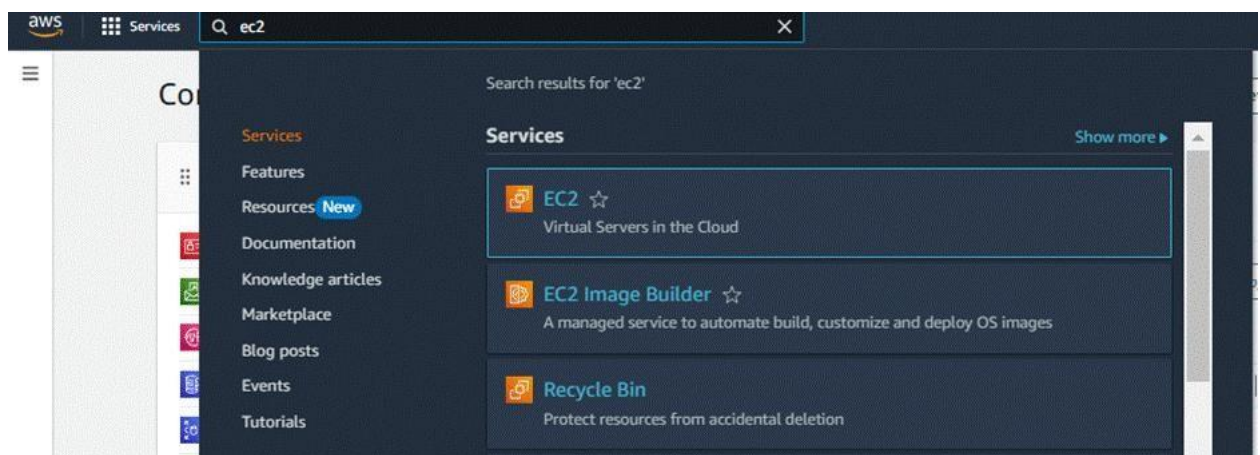 aws
Services
ec2
Search results for 'ec2'
Services
Features
Resources New
Documentation
Knowledge articles
Marketplace
Blog posts
Events
Tutorials
Services
Show more
EC2
Virtual Servers in the Cloud
EC2 Image Builder
A managed service to automate build, customize and deploy OS images
Recycle Bin
Protect resources from accidental deletion